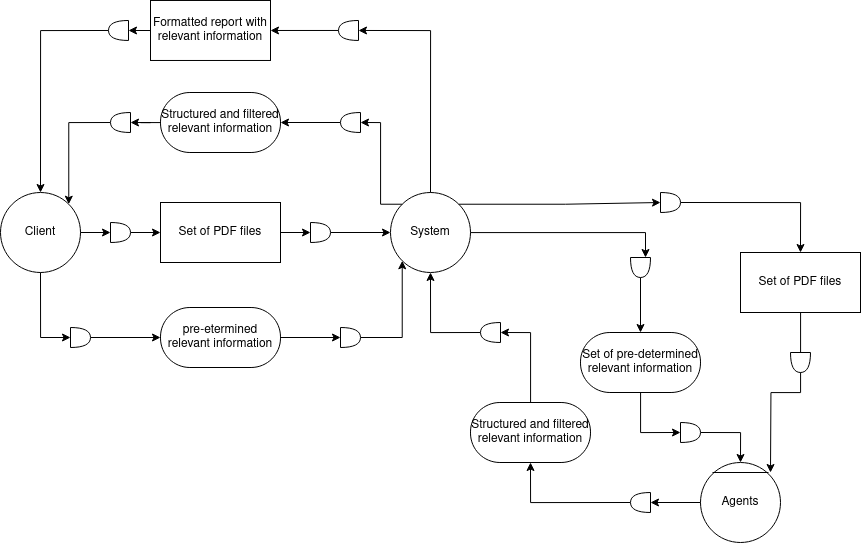 Formatted report with
relevant information
Structured and filtered
relevant information
Client
Set of PDF files
System
Set of PDF files
pre-etermined
relevant information
Set of pre-determined
relevant information
Structured and filtered
relevant information
Agents